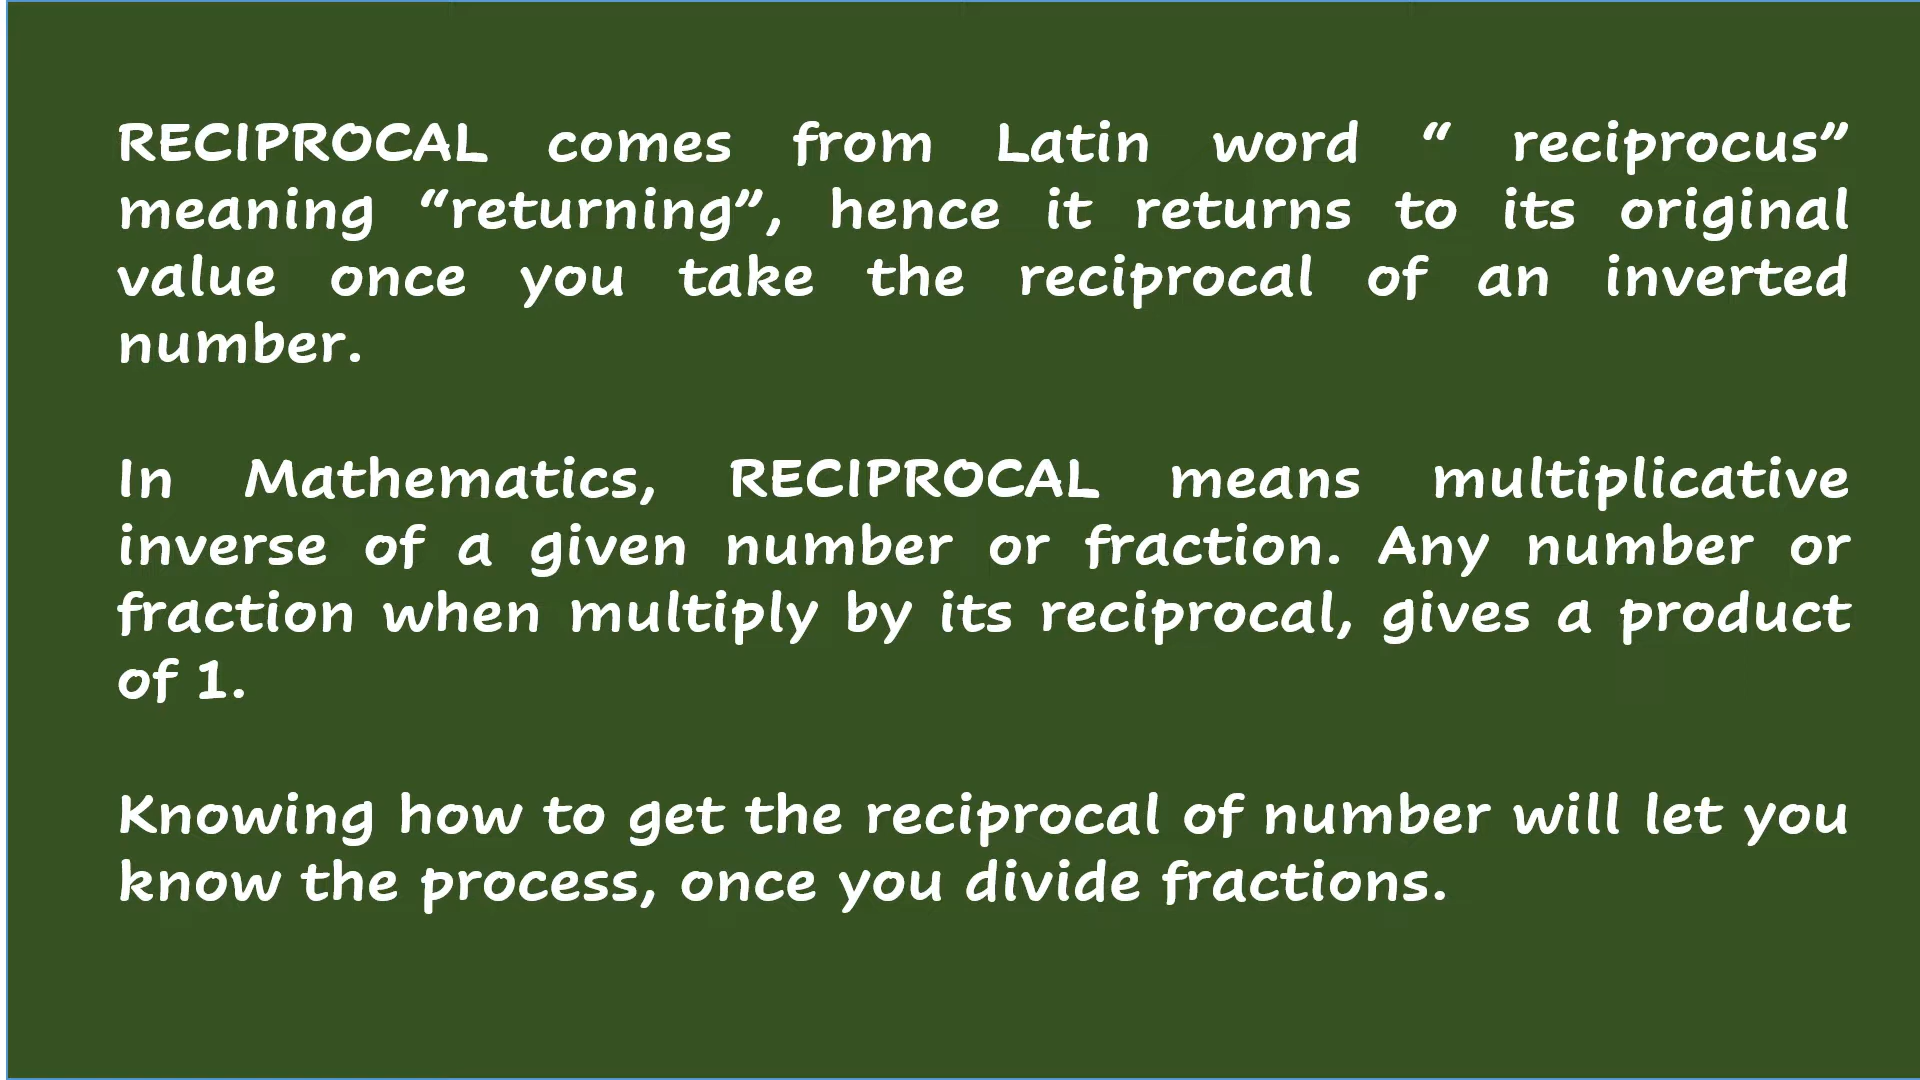 RECIPROCAL comes from Latin word “ reciprocus”
meaning “returning”, hence it returns to its original
value once you take the reciprocal of an inverted
number.
In Mathematics, RECIPROCAL means multiplicative
inverse of a given number or fraction. Any number or
fraction when multiply by its reciprocal, gives a product
of 1.
Knowing how to get the reciprocal of number will let you
know the process, once you divide fractions.